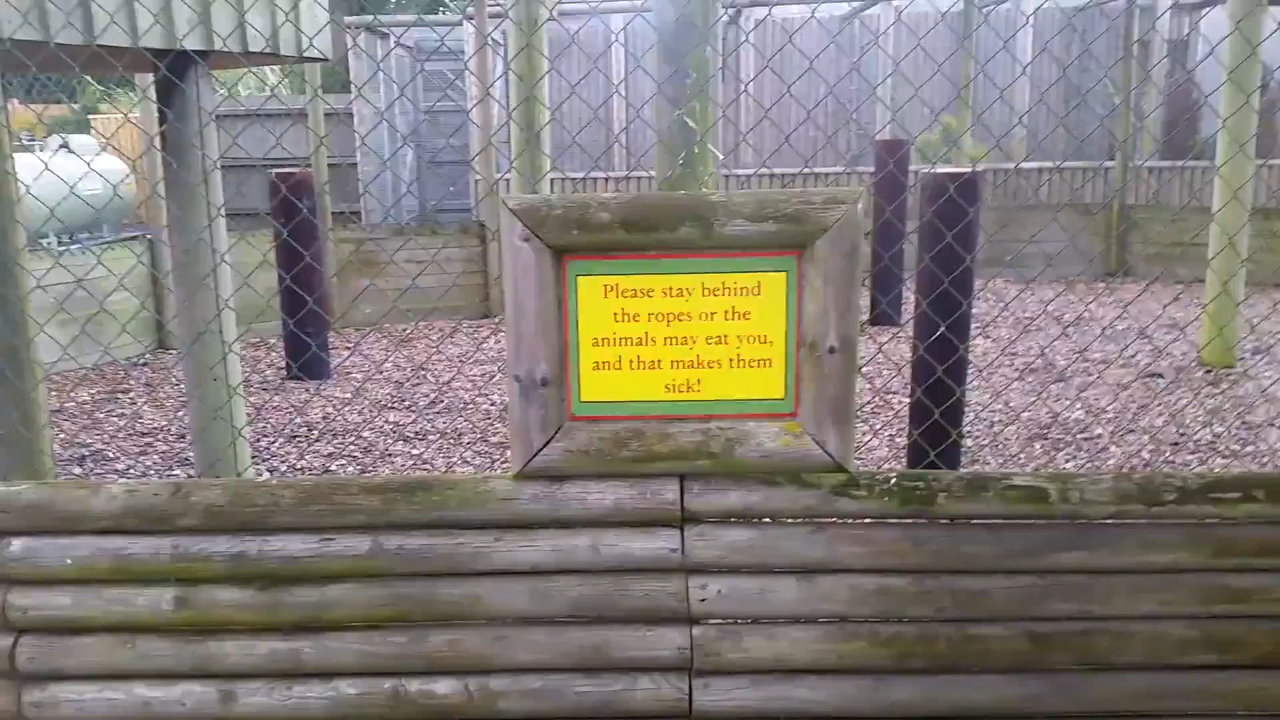 Please stay behind
the ropes or the
animals may eat you,
and that makes them
sick!